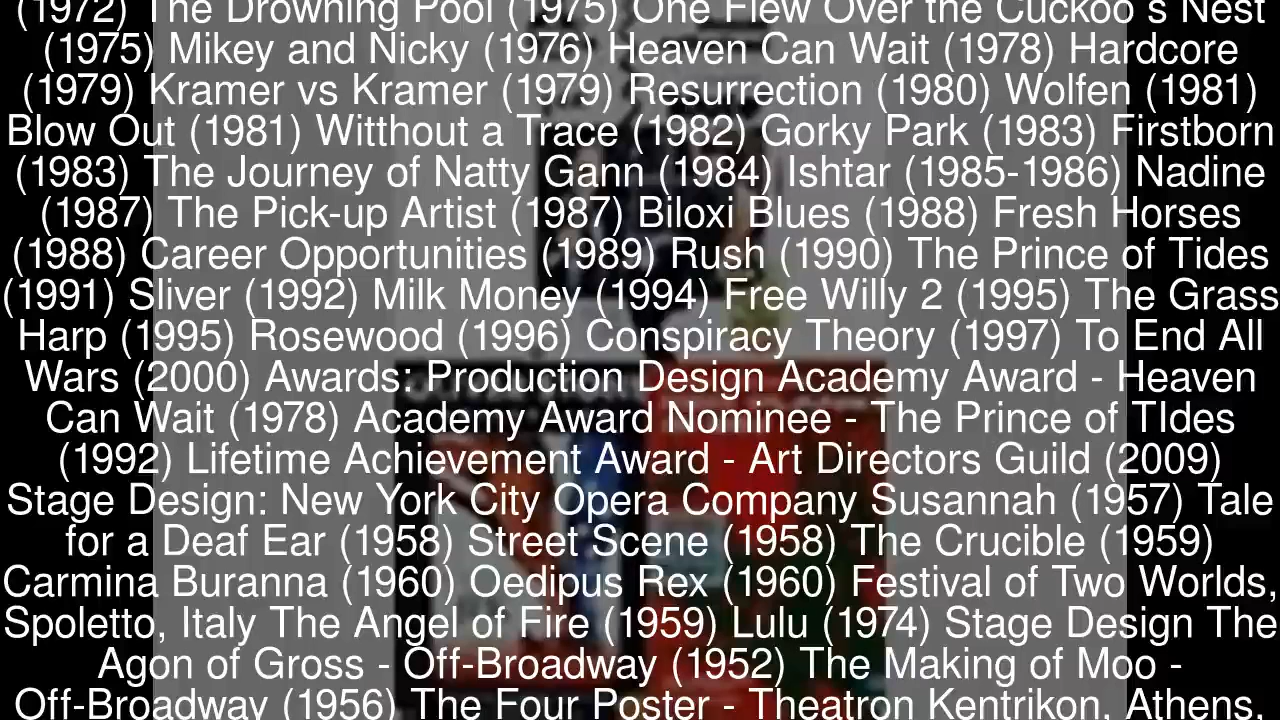 (1972) The Drowning Pool (1975) One Flew Over the Cuckoo's Nest
(1975) Mikey and Nicky (1976) Heaven Can Wait (1978) Hardcore
(1979) Kramer vs Kramer (1979) Resurrection (1980) Wolfen (1981)
Blow Out (1981) Witthout a Trace (1982) Gorky Park (1983) Firstborn
(1983) The Journey of Natty Gann (1984) Ishtar (1985-1986) Nadine
(1987) The Pick-up Artist (1987) Biloxi Blues (1988) Fresh Horses
(1988) Career Opportunities (1989) Rush (1990) The Prince of Tides
(1991) Sliver (1992) Milk Money (1994) Free Willy 2 (1995) The Grass
Harp (1995) Rosewood (1996) Conspiracy Theory (1997) To End All
Wars (2000) Awards: Production Design Academy Award - Heaven
Can Wait (1978) Academy Award Nominee - The Prince of TIdes
(1992) Lifetime Achievement Award - Art Directors Guild (2009)
Stage Design: New York City Opera Company Susannah (1957) Tale
for a Deaf Ear (1958) Street Scene (1958) The Crucible (1959)
Carmina Buranna (1960) Oedipus Rex (1960) Festival of Two Worlds,
Spoletto, Italy The Angel of Fire (1959) Lulu (1974) Stage Design The
Agon of Gross - Off-Broadway (1952) The Making of Moo -
Off-Broadway (1956) The Four Poster - Theatron Kentrikon, Athens,